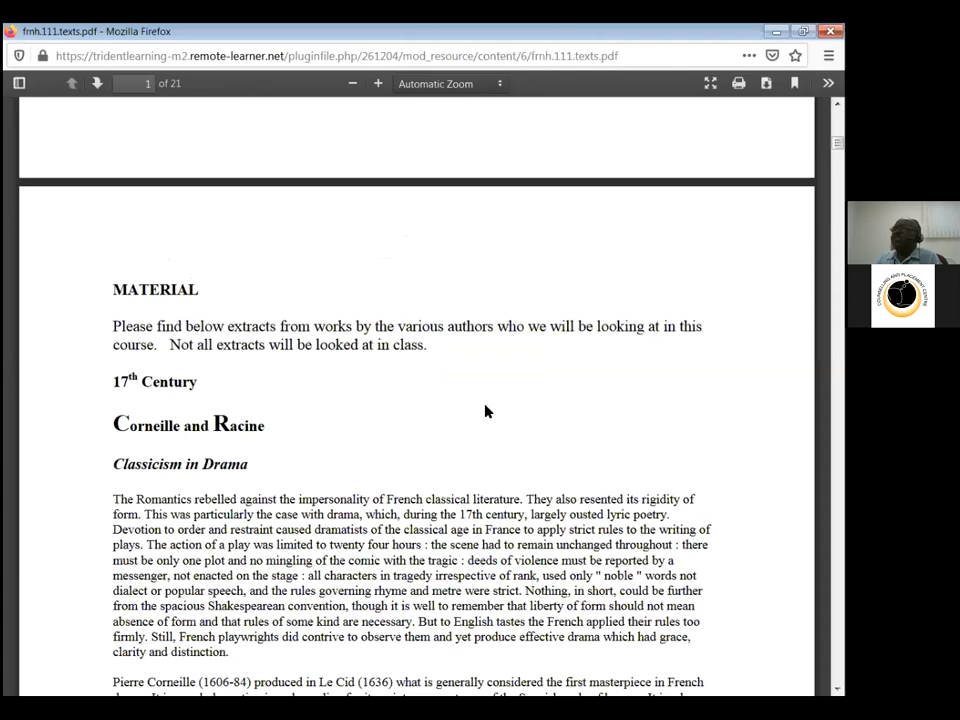 frnh.111.texts.pdf - Mozilla Firefox
https://tridentlearning-m2.remote-learner.net/pluginfile.php/261204/mod_resource/content/6/frnh.111.texts.pdf
1 of 21
Automatic Zoom
MATERIAL
Please find below extracts from works by the various authors who we will be looking at in this
course. Not all extracts will be looked at in class.
17th Century
Corneille and Racine
Classicism in Drama
The Romantics rebelled against the impersonality of French classical literature. They also resented its rigidity of
form. This was particularly the case with drama, which, during the 17th century, largely ousted lyric poetry.
Devotion to order and restraint caused dramatists of the classical age in France to apply strict rules to the writing of
plays. The action of a play was limited to twenty four hours : the scene had to remain unchanged throughout : there
must be only one plot and no mingling of the comic with the tragic : deeds of violence must be reported by a
messenger, not enacted on the stage : all characters in tragedy irrespective of rank, used only " noble " words not
dialect or popular speech, and the rules governing rhyme and metre were strict. Nothing, in short, could be further
from the spacious Shakespearean convention, though it is well to remember that liberty of form should not mean
absence of form and that rules of some kind are necessary. But to English tastes the French applied their rules too
firmly. Still, French playwrights did contrive to observe them and yet produce effective drama which had grace,
clarity and distinction.
Pierre Corneille (1606-84) produced in Le Cid (1636) what is generally considered the first masterpiece in French
COUNSELLING AND PLACEMENT CENTRE